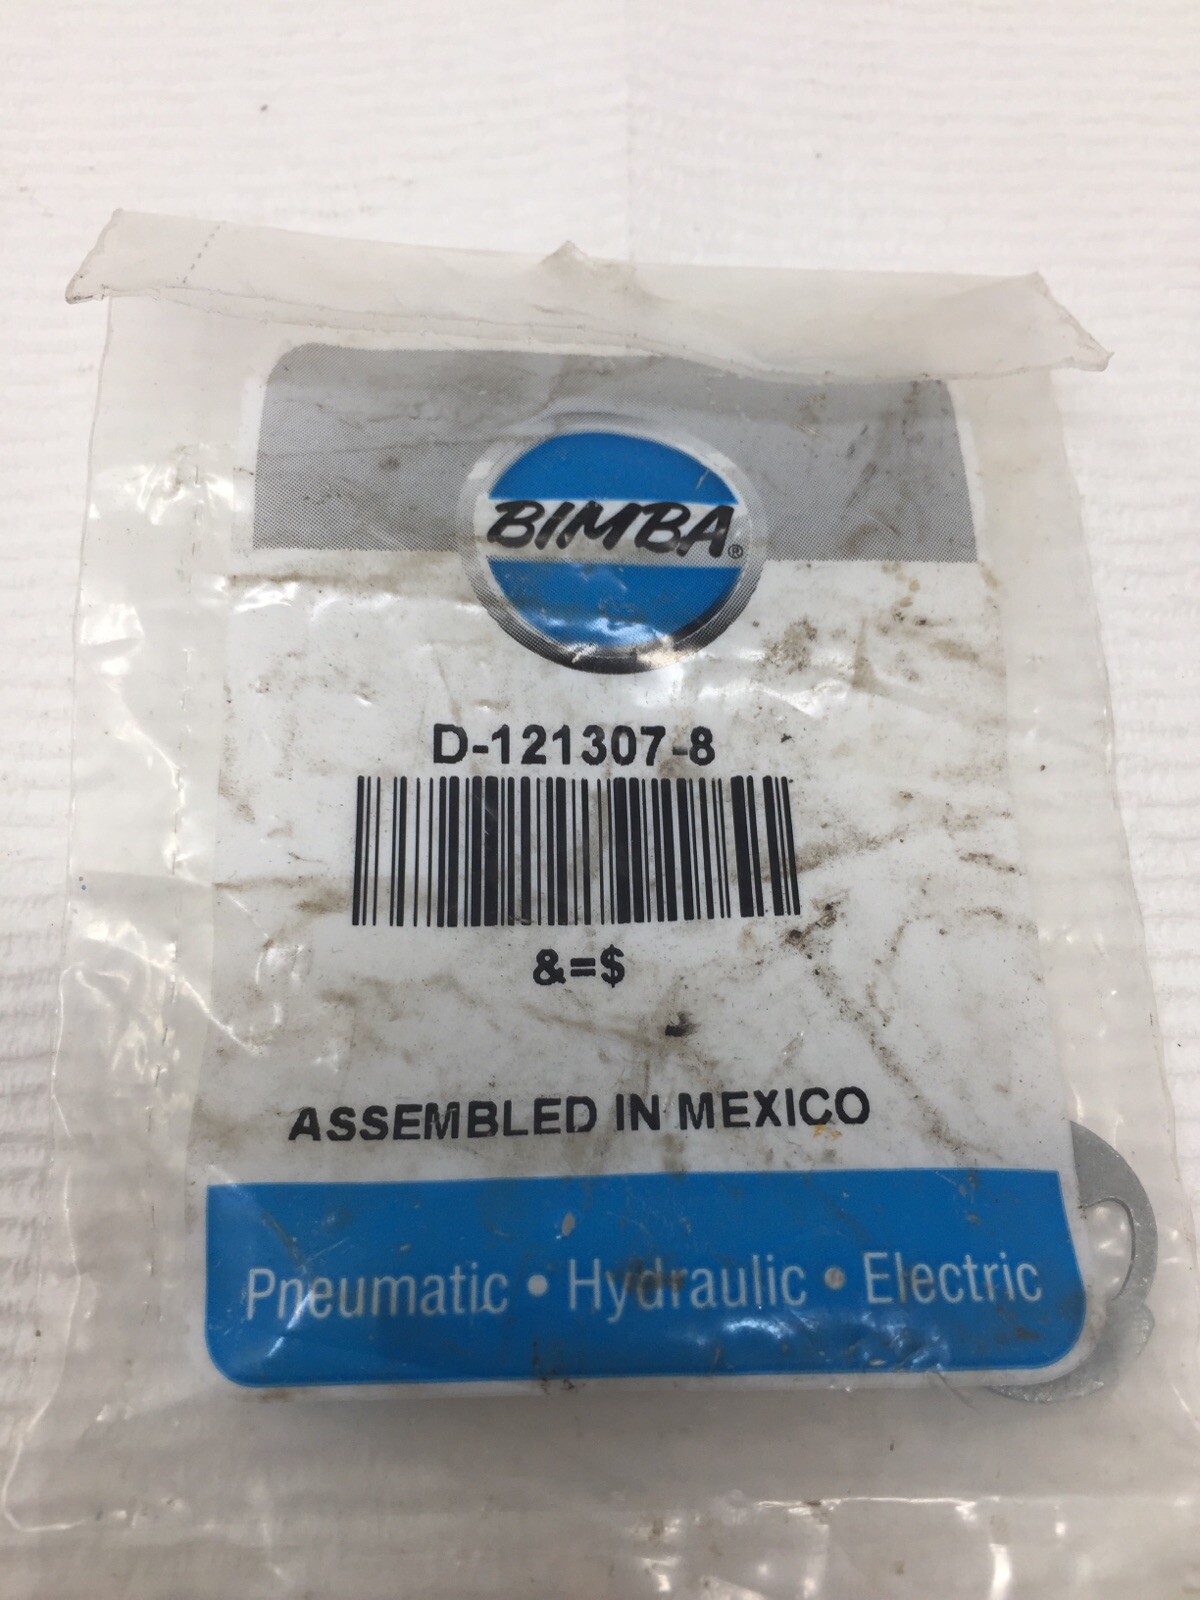 BIMBA®
D-121307-8
&=$
ASSEMBLED IN MEXICO
Pneumatic • Hydraulic • Electric